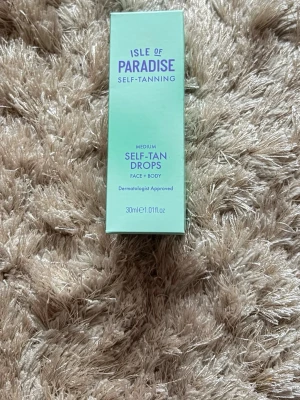 ISLE OF
PARADISE
SELF-TANNING
MEDIUM
SELF-TAN
DROPS
FACE + BODY
Dermatologist Approved
30ml℮1.01fl.oz